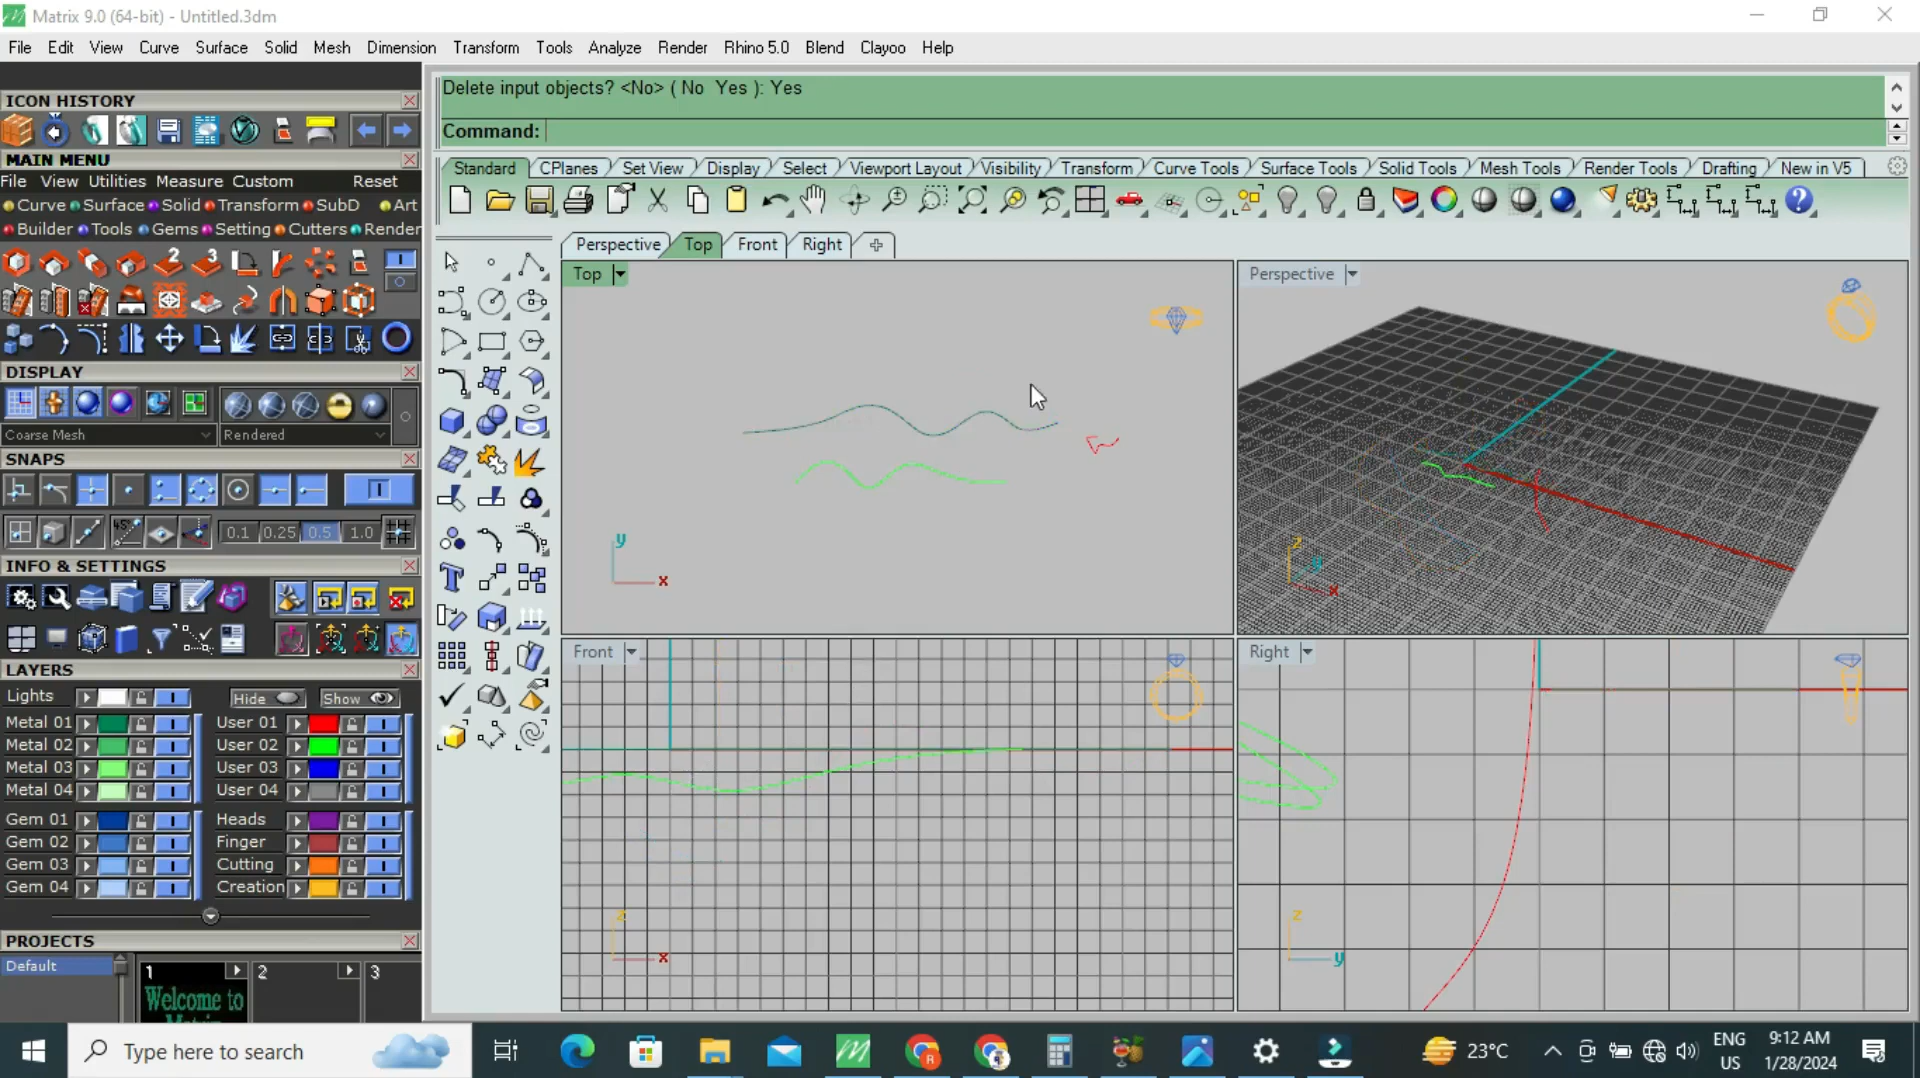 Matrix 9.0 (64-bit) - Untitled.3dm
File Edit View Curve Surface Solid Mesh Dimension Transform Tools Analyze Render Rhino 5.0 Blend Clayoo Help
ICON HISTORY
Delete input objects? <No> ( No Yes ): Yes
Command:
MAIN MENU
File View Utilities Measure Custom Reset
Curve Surface Solid Transform SubD Art
Builder Tools Gems Setting Cutters Render
Standard CPlanes Set View Display Select Viewport Layout Visibility Transform Curve Tools Surface Tools Solid Tools Mesh Tools Render Tools Drafting New in V5
Perspective Top Front Right
Top
Perspective
DISPLAY
Coarse Mesh Rendered
SNAPS
45°
0.1 0.25 0.5 1.0
INFO & SETTINGS
LAYERS
Lights Hide Show
Metal 01 User 01
Metal 02 User 02
Metal 03 User 03
Metal 04 User 04
Gem 01 Heads
Gem 02 Finger
Gem 03 Cutting
Gem 04 Creation
PROJECTS
Default
1 2 3
Welcome to
Matrix
y
x
z
y
x
Front
Right
z
x
z
y
Type here to search
23°C
ENG
US
9:12 AM
1/28/2024